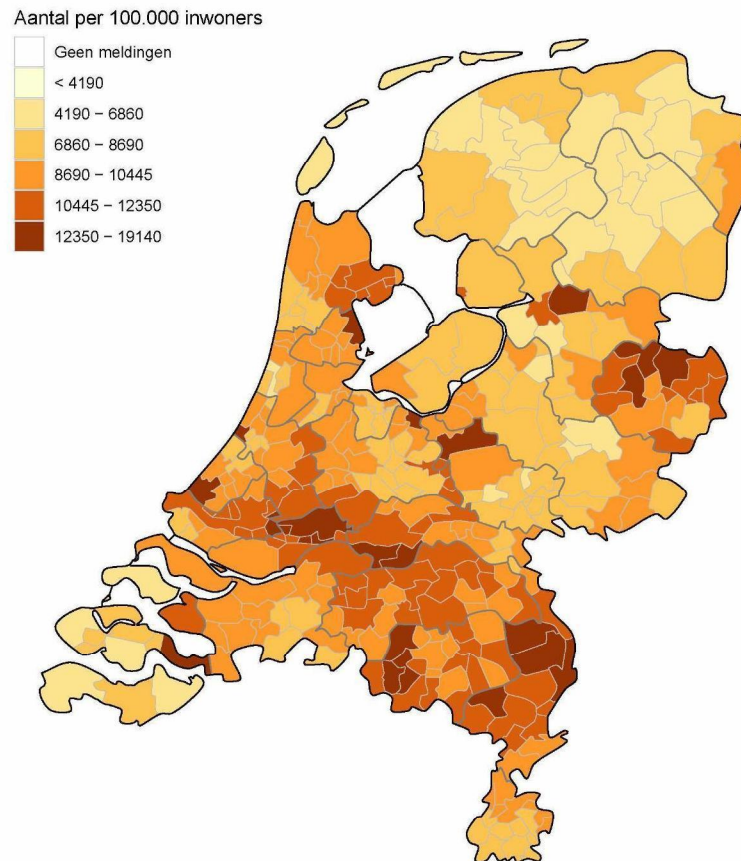 Aantal per 100.000 inwoners
Geen meldingen
< 4190
4190 – 6860
6860 – 8690
8690 – 10445
10445 – 12350
12350 – 19140